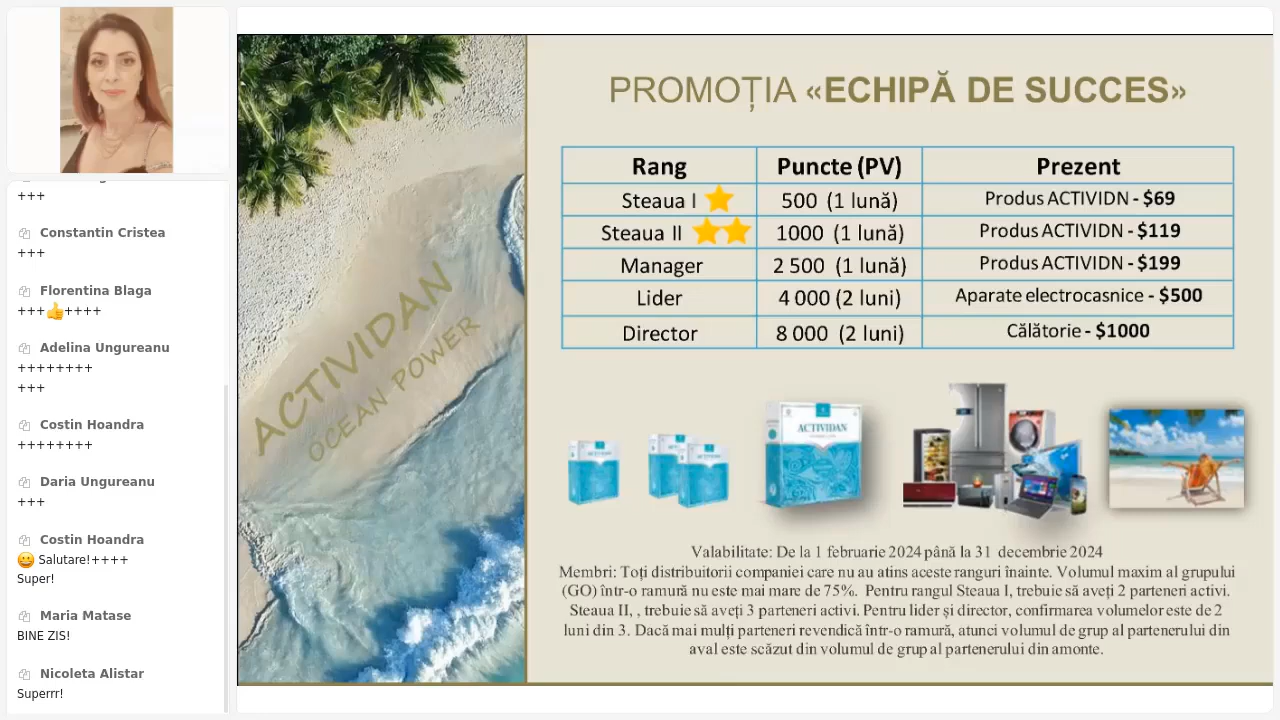 +++
Constantin Cristea
+++
Florentina Blaga
+++👍++++
Adelina Ungureanu
++++++++
+++
Costin Hoandra
++++++++
Daria Ungureanu
+++
Costin Hoandra
😀 Salutare!++++
Super!
Maria Matase
BINE ZIS!
Nicoleta Alistar
Superrr!
ACTIVIDAN
OCEAN POWER
PROMOȚIA «ECHIPĂ DE SUCCES»
Rang Puncte (PV) Prezent
Steaua I ⭐ 500 (1 lună) Produs ACTIVIDN - $69
Steaua II ⭐⭐ 1000 (1 lună) Produs ACTIVIDN - $119
Manager 2 500 (1 lună) Produs ACTIVIDN - $199
Lider 4 000 (2 luni) Aparate electrocasnice - $500
Director 8 000 (2 luni) Călătorie - $1000
ACTIVIDAN
Valabilitate: De la 1 februarie 2024 până la 31 decembrie 2024
Membri: Toți distribuitorii companiei care nu au atins aceste ranguri înainte. Volumul maxim al grupului
(GO) într-o ramură nu este mai mare de 75%. Pentru rangul Steaua I, trebuie să aveți 2 parteneri activi.
Steaua II, , trebuie să aveți 3 parteneri activi. Pentru lider și director, confirmarea volumelor este de 2
luni din 3. Dacă mai mulți parteneri revendică într-o ramură, atunci volumul de grup al partenerului din
aval este scăzut din volumul de grup al partenerului din amonte.